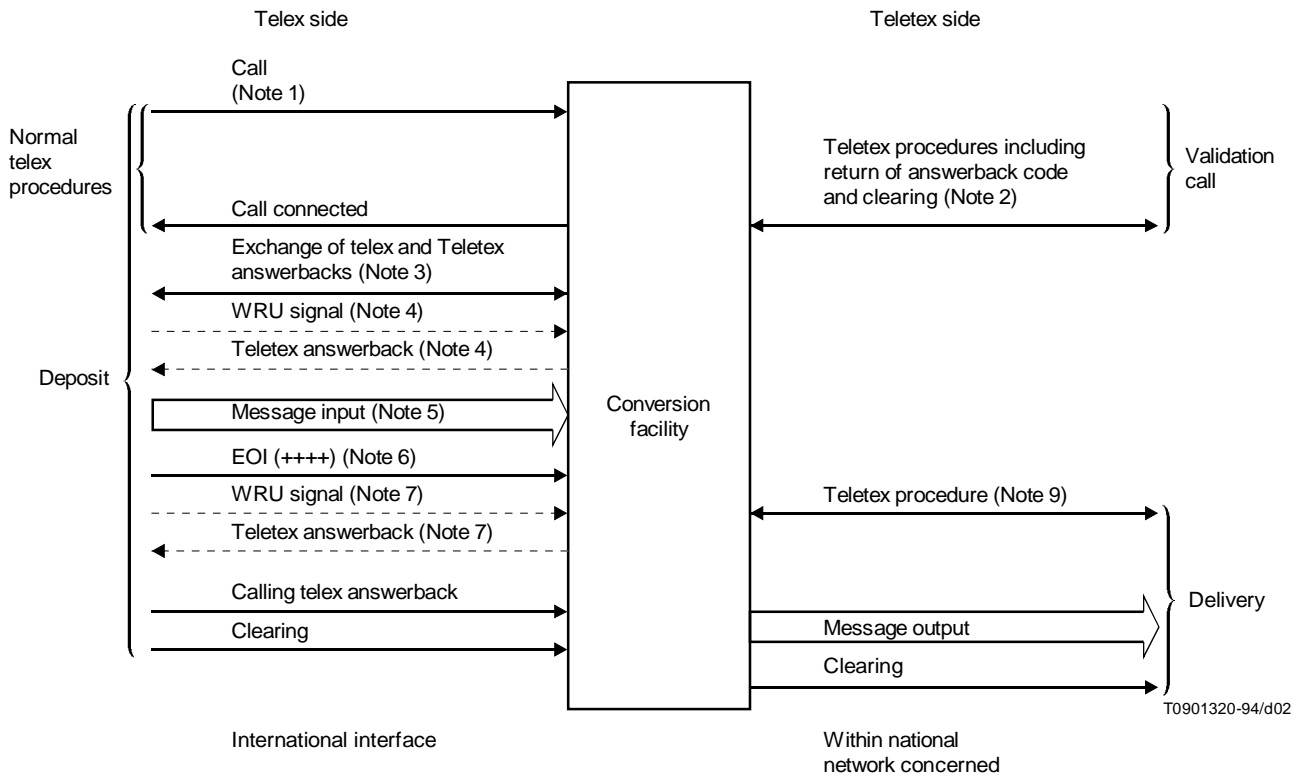 Telex side
Teletex side
Call
(Note 1)
Normal
telex
procedures
Teletex procedures including
return of answerback code
and clearing (Note 2)
Validation
call
Call connected
Exchange of telex and Teletex
answerbacks (Note 3)
WRU signal (Note 4)
Teletex answerback (Note 4)
Deposit
Message input (Note 5)
Conversion
facility
EOI (++++) (Note 6)
WRU signal (Note 7)
Teletex procedure (Note 9)
Teletex answerback (Note 7)
Calling telex answerback
Delivery
Clearing
Message output
Clearing
T0901320-94/d02
International interface
Within national
network concerned